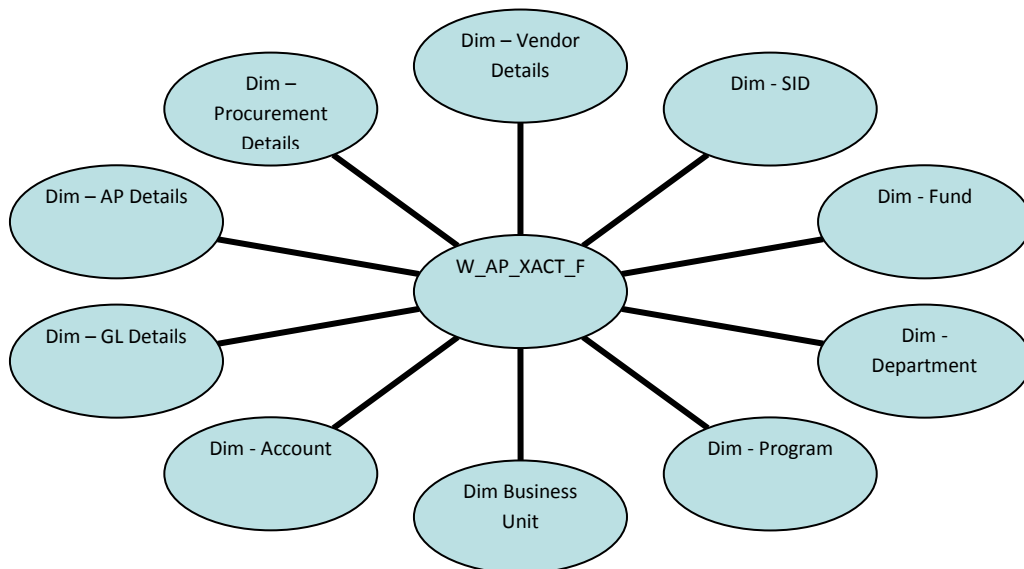 Dim – Vendor
Details
Dim - SID
Dim –
Procurement
Details
Dim – AP Details
Dim - Fund
W_AP_XACT_F
Dim – GL Details
Dim -
Department
Dim - Account
Dim - Program
Dim Business
Unit